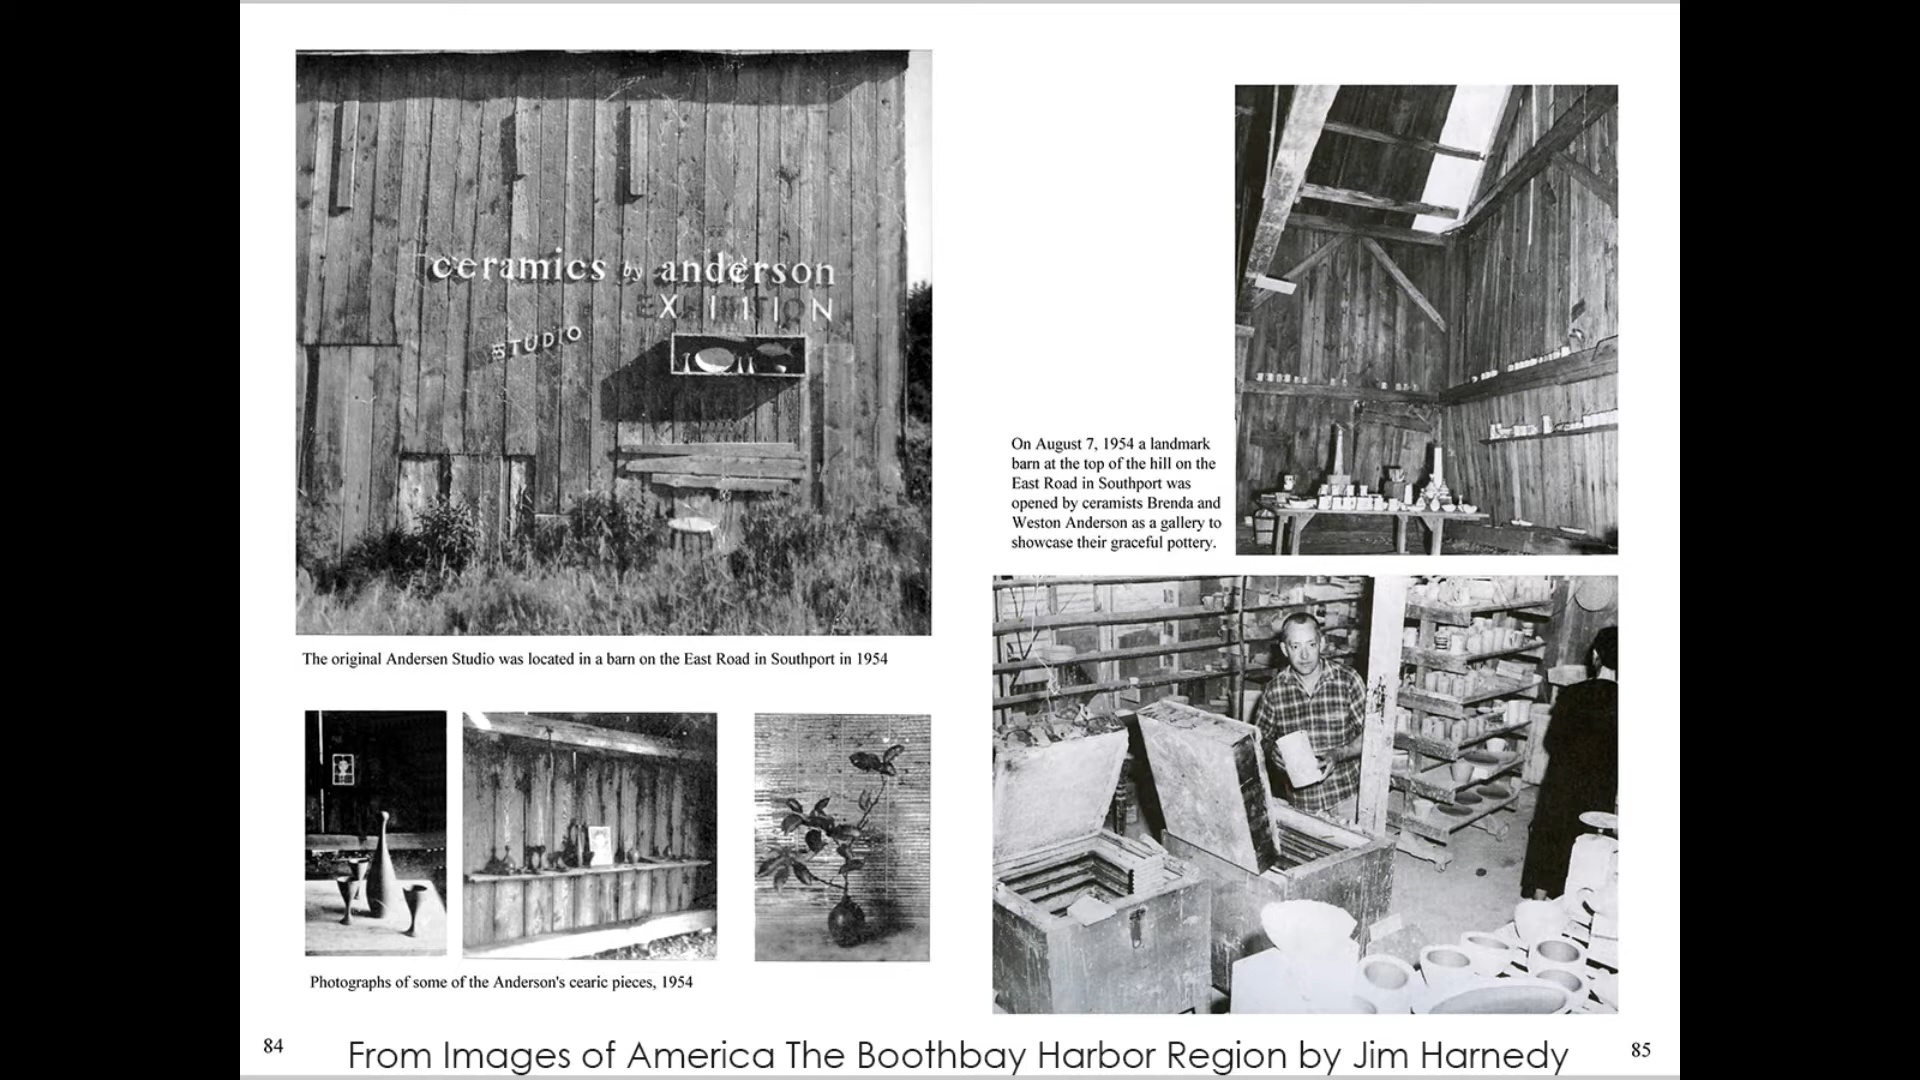 ceramics by anderson
EXHIBITION
STUDIO
The original Andersen Studio was located in a barn on the East Road in Southport in 1954
Photographs of some of the Anderson's cearic pieces, 1954
On August 7, 1954 a landmark
barn at the top of the hill on the
East Road in Southport was
opened by ceramists Brenda and
Weston Anderson as a gallery to
showcase their graceful pottery.
84
From Images of America The Boothbay Harbor Region by Jim Harnedy
85